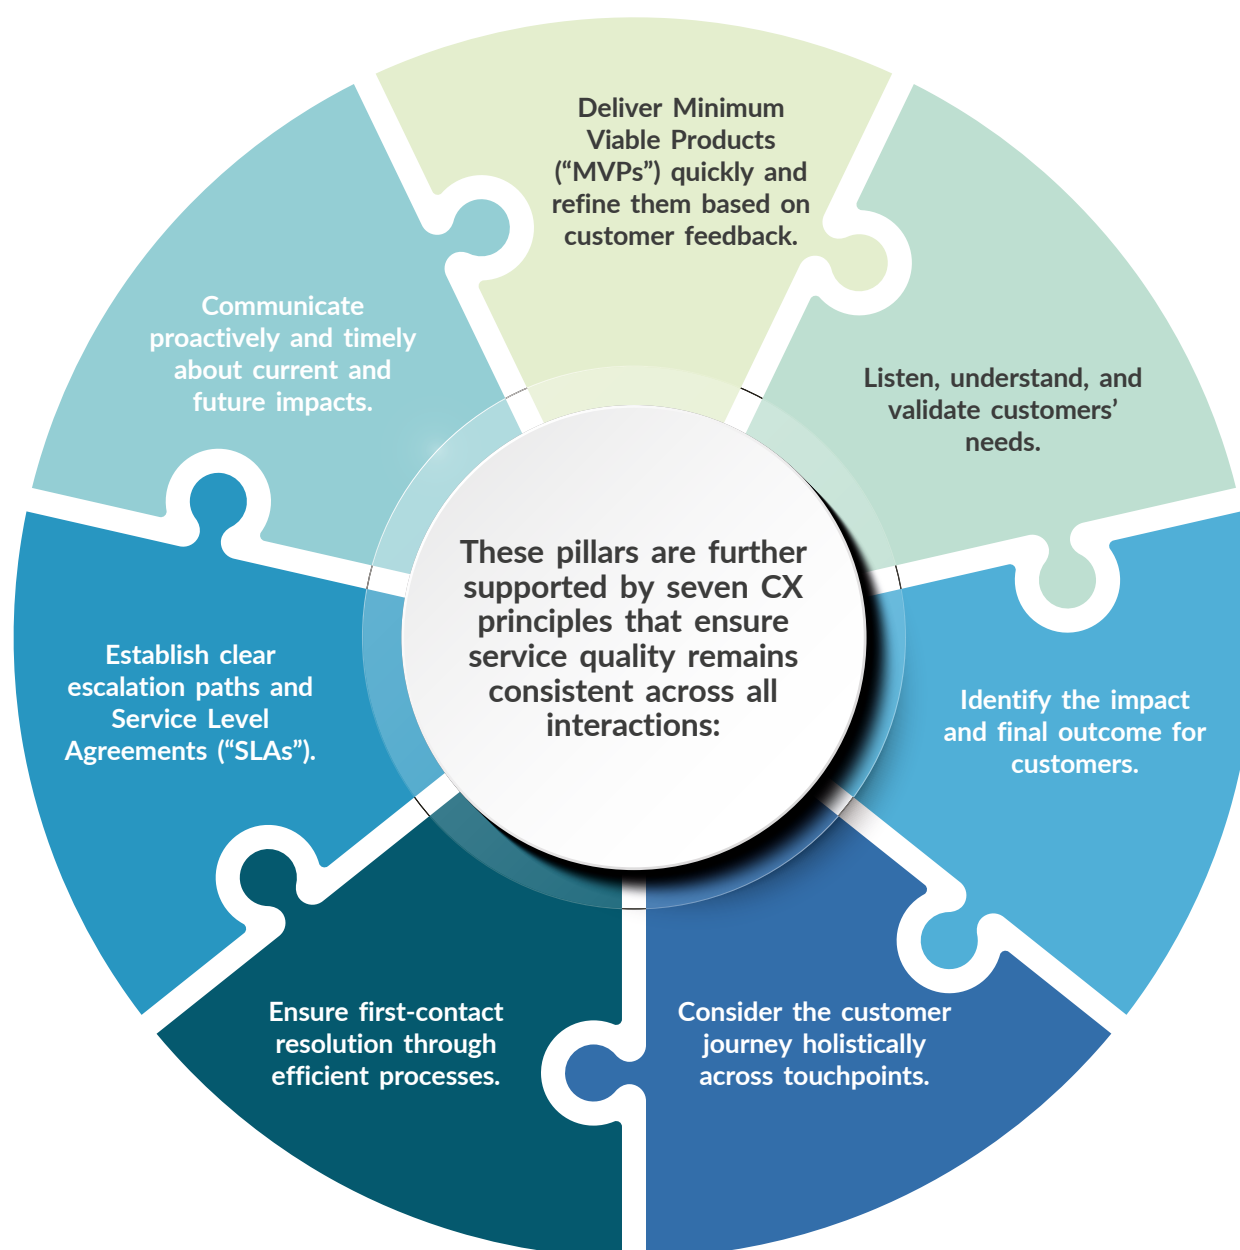 Deliver Minimum
Viable Products
(“MVPs”) quickly and
refine them based on
customer feedback.
Listen, understand, and
validate customers’
needs.
Identify the impact
and final outcome for
customers.
Consider the customer
journey holistically
across touchpoints.
Ensure first-contact
resolution through
efficient processes.
Establish clear
escalation paths and
Service Level
Agreements (“SLAs”).
Communicate
proactively and timely
about current and
future impacts.
These pillars are further
supported by seven CX
principles that ensure
service quality remains
consistent across all
interactions: